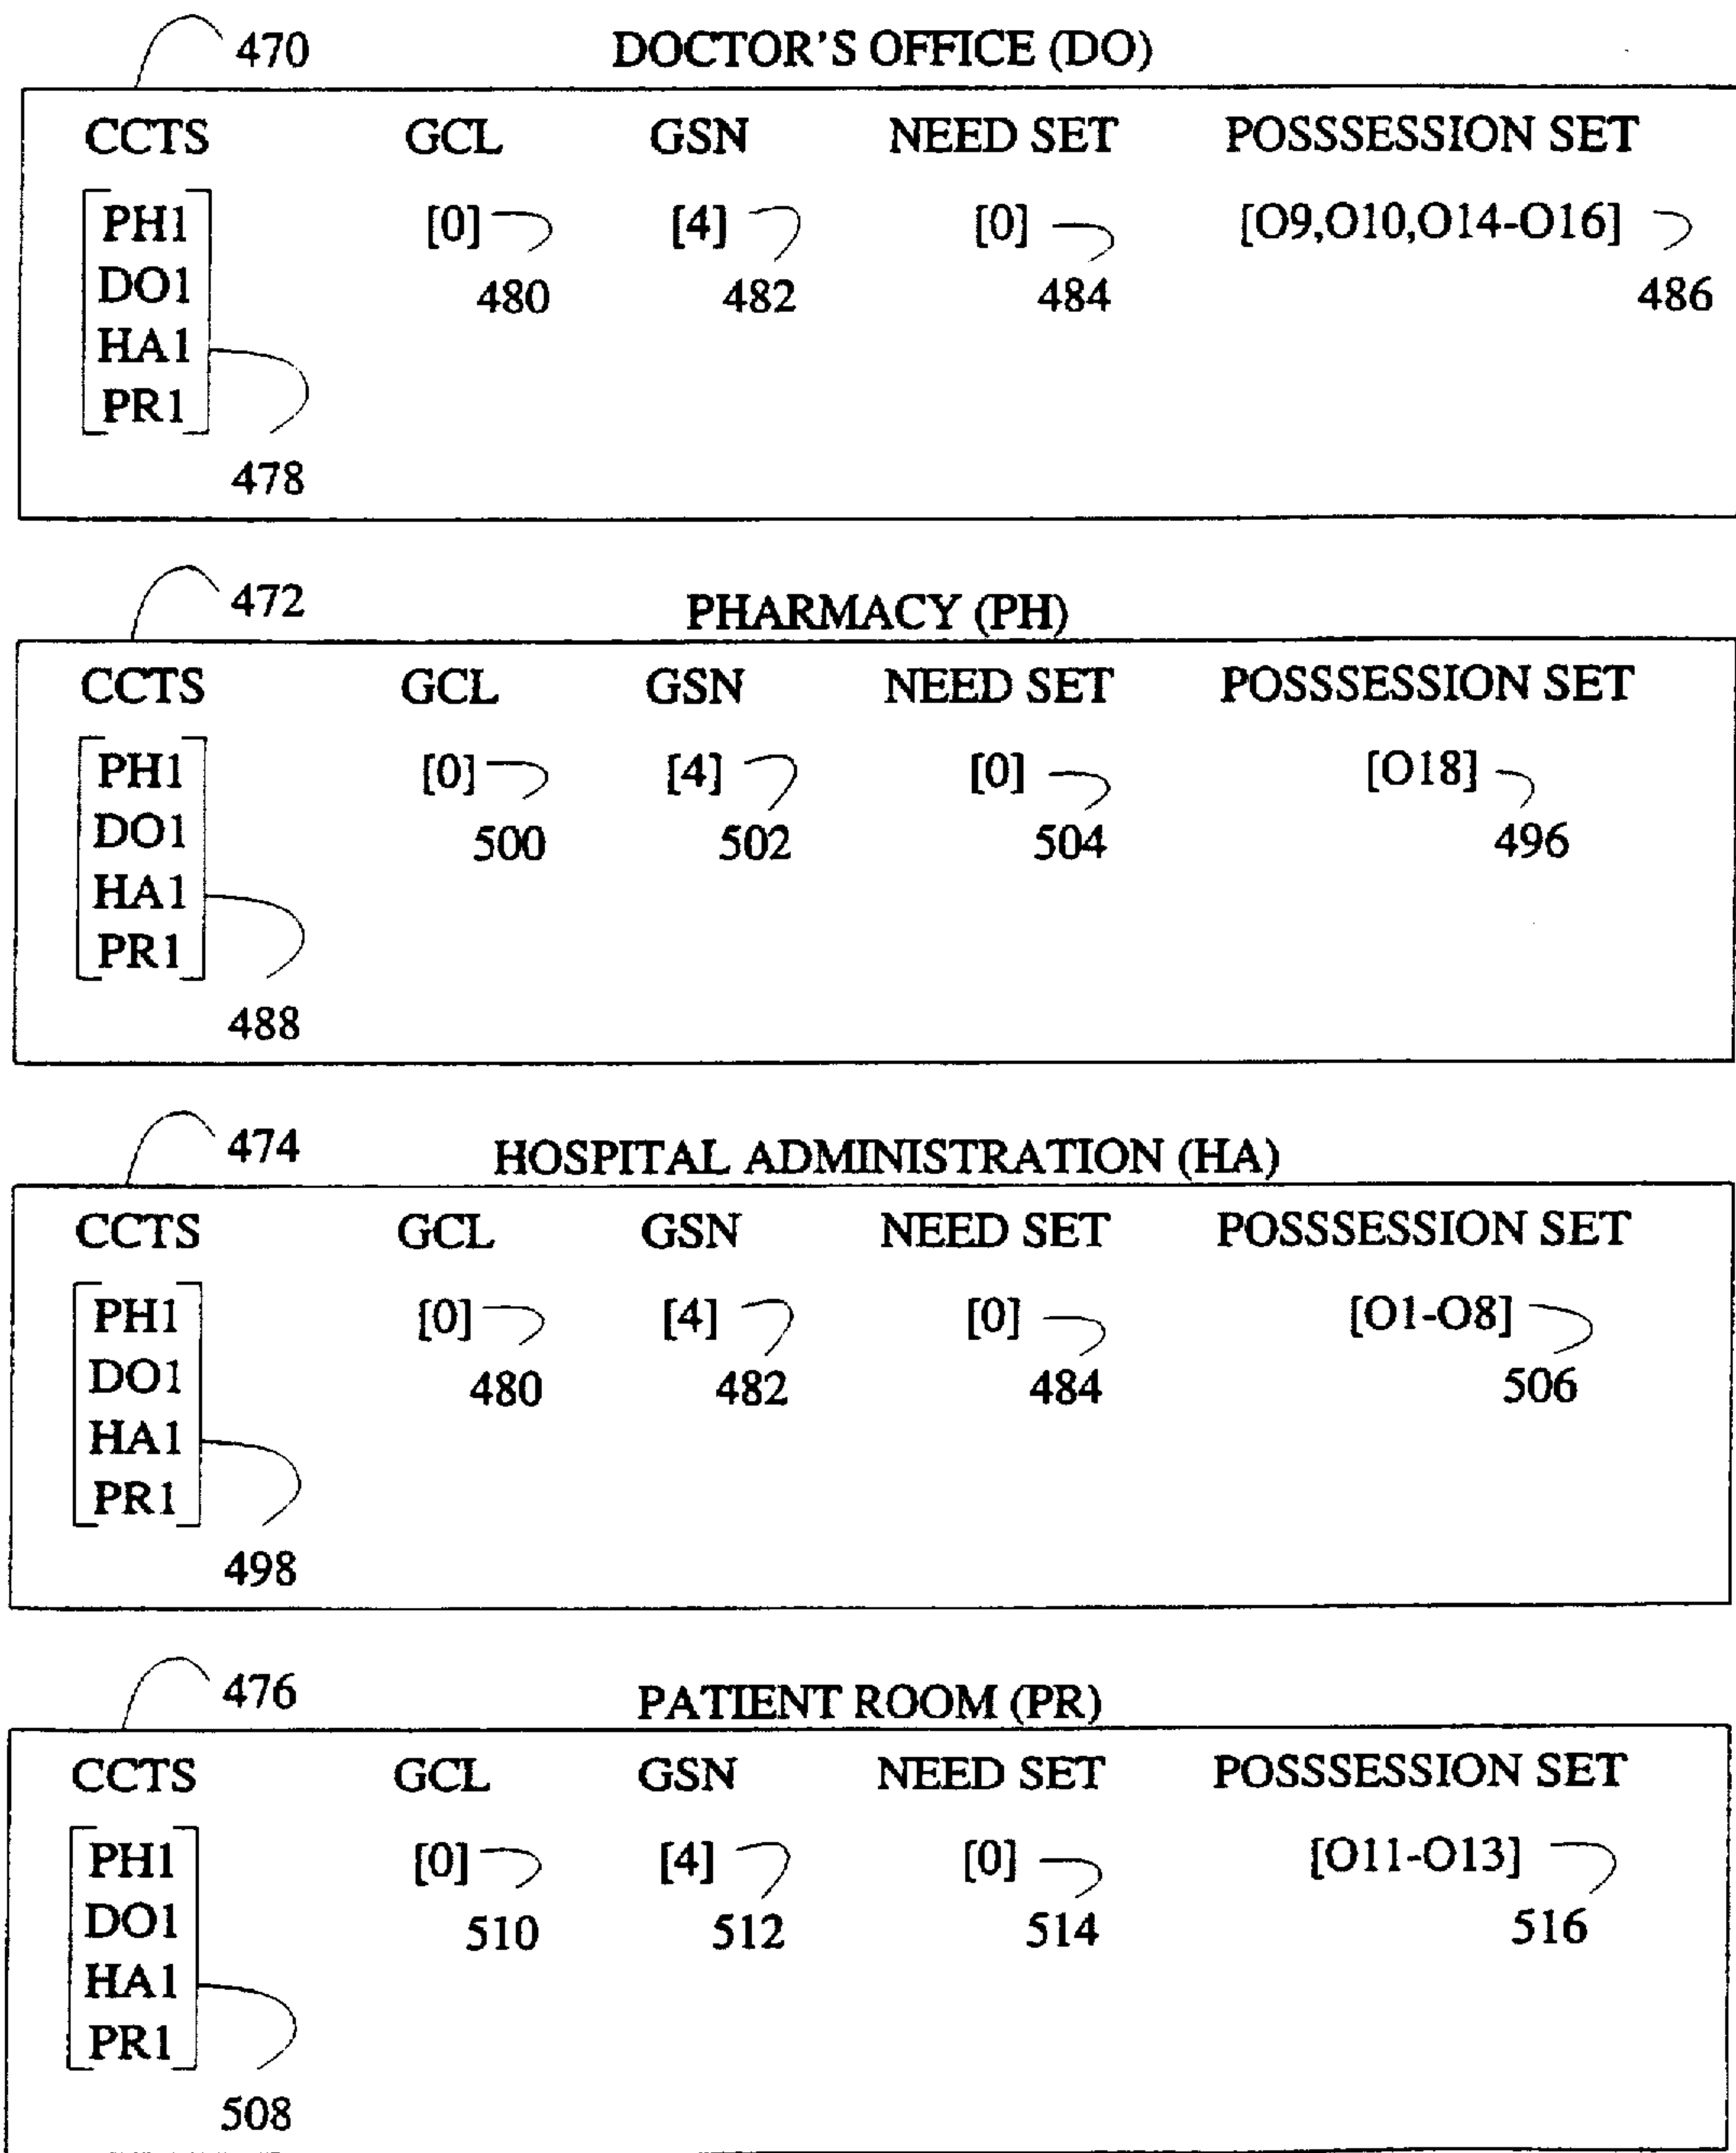 470 DOCTOR'S OFFICE (DO)
CCTS GCL GSN NEED SET POSSSESSION SET
PH1 [0] [4] [0] [O9,O10,O14-O16]
DO1 480 482 484 486
HA1
PR1
478
472 PHARMACY (PH)
CCTS GCL GSN NEED SET POSSSESSION SET
PH1 [0] [4] [0] [O18]
DO1 500 502 504 496
HA1
PR1
488
474 HOSPITAL ADMINISTRATION (HA)
CCTS GCL GSN NEED SET POSSSESSION SET
PH1 [0] [4] [0] [O1-O8]
DO1 480 482 484 506
HA1
PR1
498
476 PATIENT ROOM (PR)
CCTS GCL GSN NEED SET POSSSESSION SET
PH1 [0] [4] [0] [O11-O13]
DO1 510 512 514 516
HA1
PR1
508